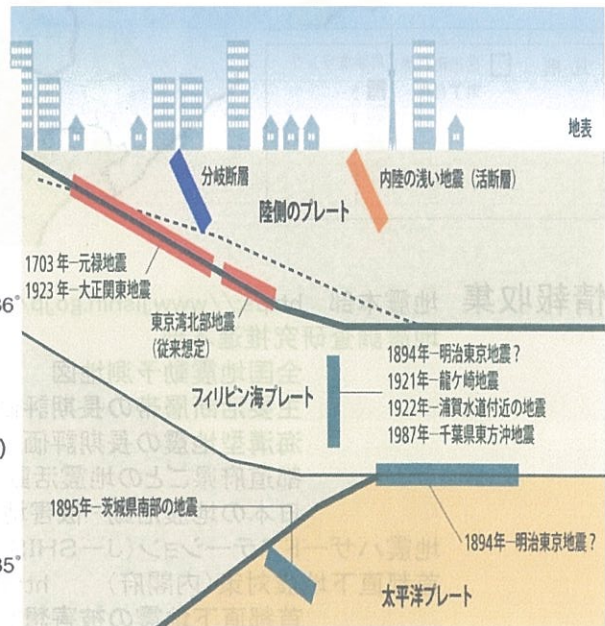 地表
分岐断層
内陸の浅い地震（活断層）
陸側のプレート
1703年―元禄地震
1923年―大正関東地震
東京湾北部地震
（従来想定）
フィリピン海プレート
1894年―明治東京地震？
1921年―龍ケ崎地震
1922年―浦賀水道付近の地震
1987年―千葉県東方沖地震
1895年―茨城県南部の地震
1894年―明治東京地震？
太平洋プレート
情報収集
36°
)
35°